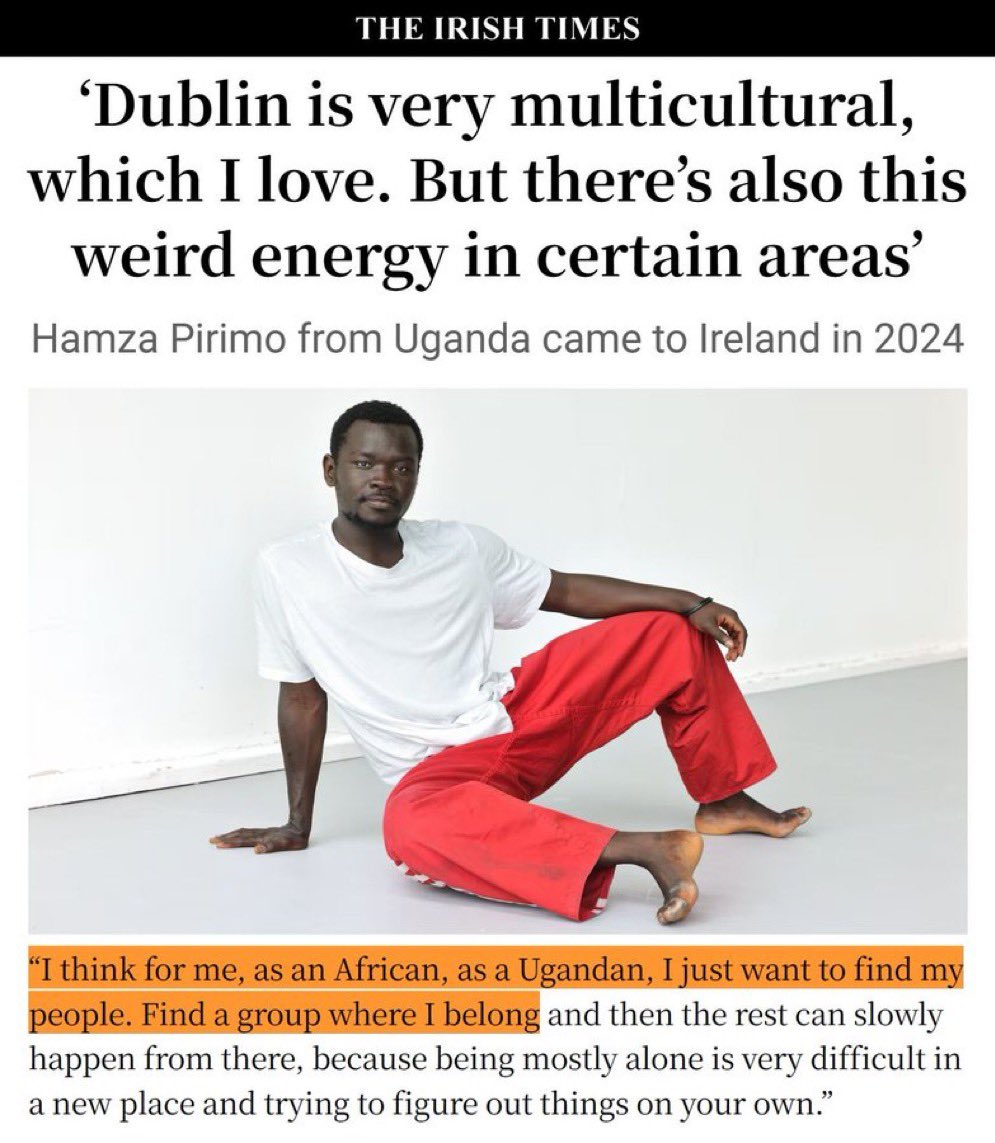 THE IRISH TIMES
‘Dublin is very multicultural,
which I love. But there’s also this
weird energy in certain areas’
Hamza Pirimo from Uganda came to Ireland in 2024
“I think for me, as an African, as a Ugandan, I just want to find my
people. Find a group where I belong and then the rest can slowly
happen from there, because being mostly alone is very difficult in
a new place and trying to figure out things on your own.”